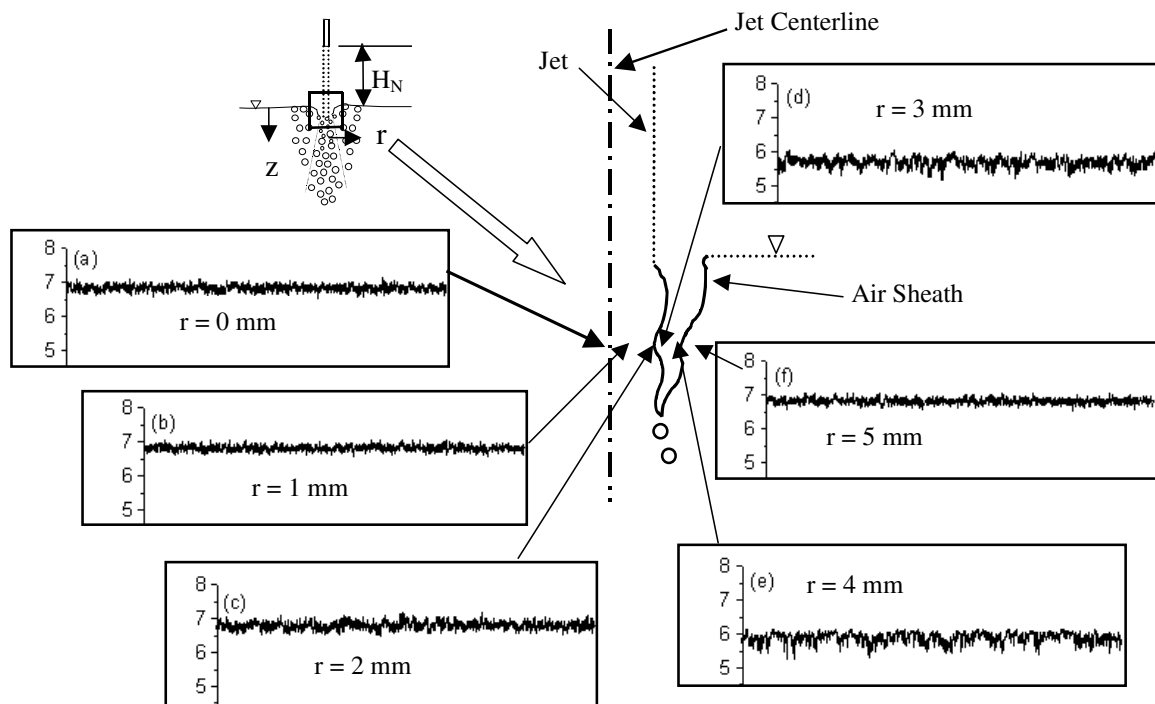 Jet Centerline
Jet
H_N
r
z
Air Sheath
8
7
6
5
(a)
r = 0 mm
8
7
6
5
(b)
r = 1 mm
8
7
6
5
(c)
r = 2 mm
8
7
6
5
(d)
r = 3 mm
8
7
6
5
(f)
r = 5 mm
8
7
6
5
(e)
r = 4 mm